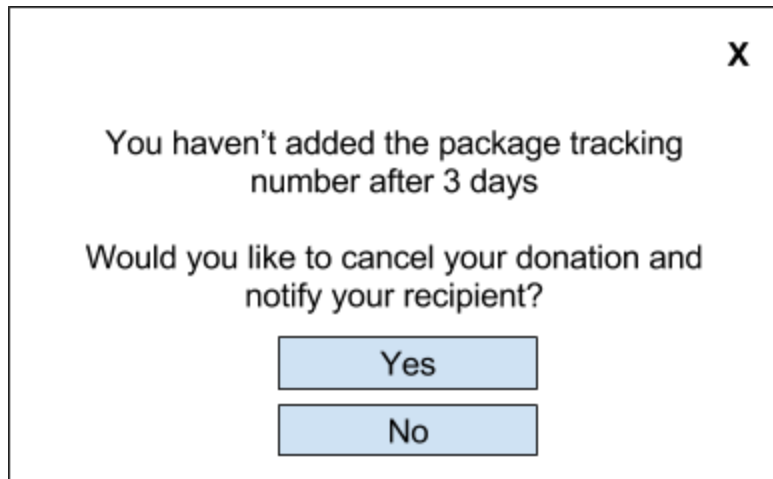 X
You haven’t added the package tracking
number after 3 days
Would you like to cancel your donation and
notify your recipient?
Yes
No